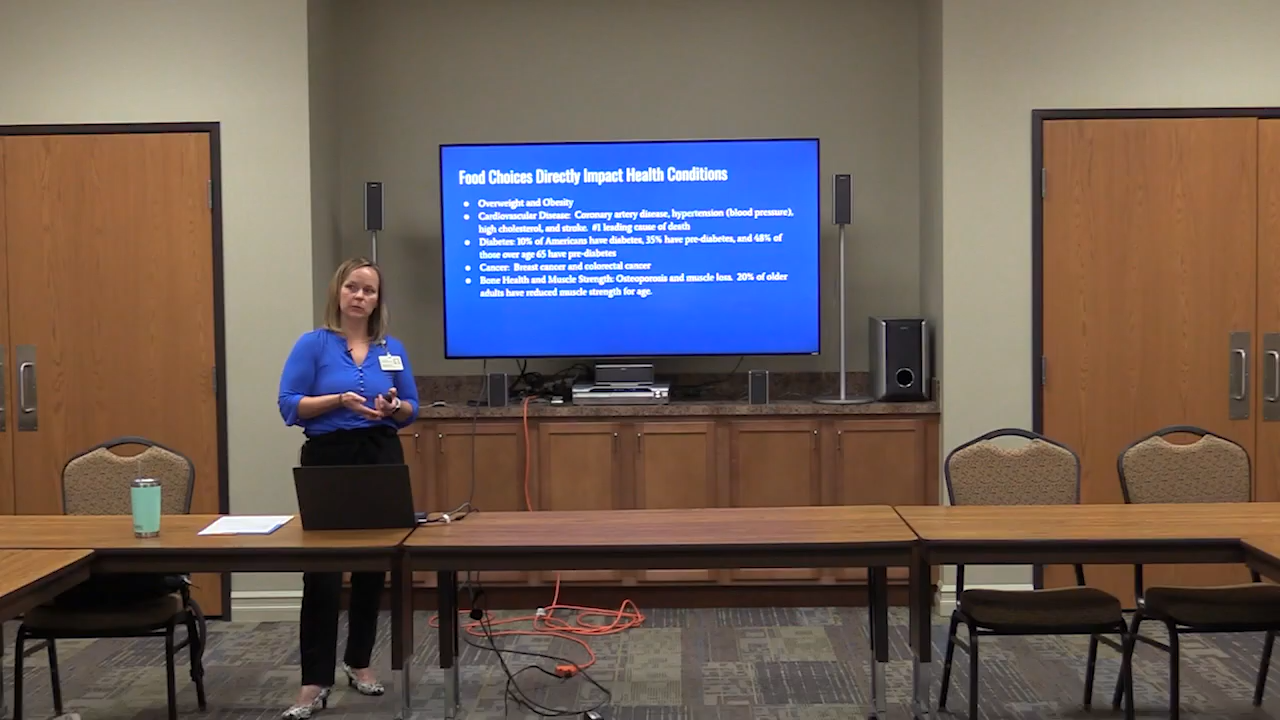 Food Choices Directly Impact Health Conditions
● Overweight and Obesity
● Cardiovascular Disease: Coronary artery disease, hypertension (blood pressure),
high cholesterol, and stroke. #1 leading cause of death
● Diabetes: 10% of Americans have diabetes, 35% have pre-diabetes, and 48% of
those over age 65 have pre-diabetes
● Cancer: Breast cancer and colorectal cancer
● Bone Health and Muscle Strength: Osteoporosis and muscle loss. 20% of older
adults have reduced muscle strength for age.